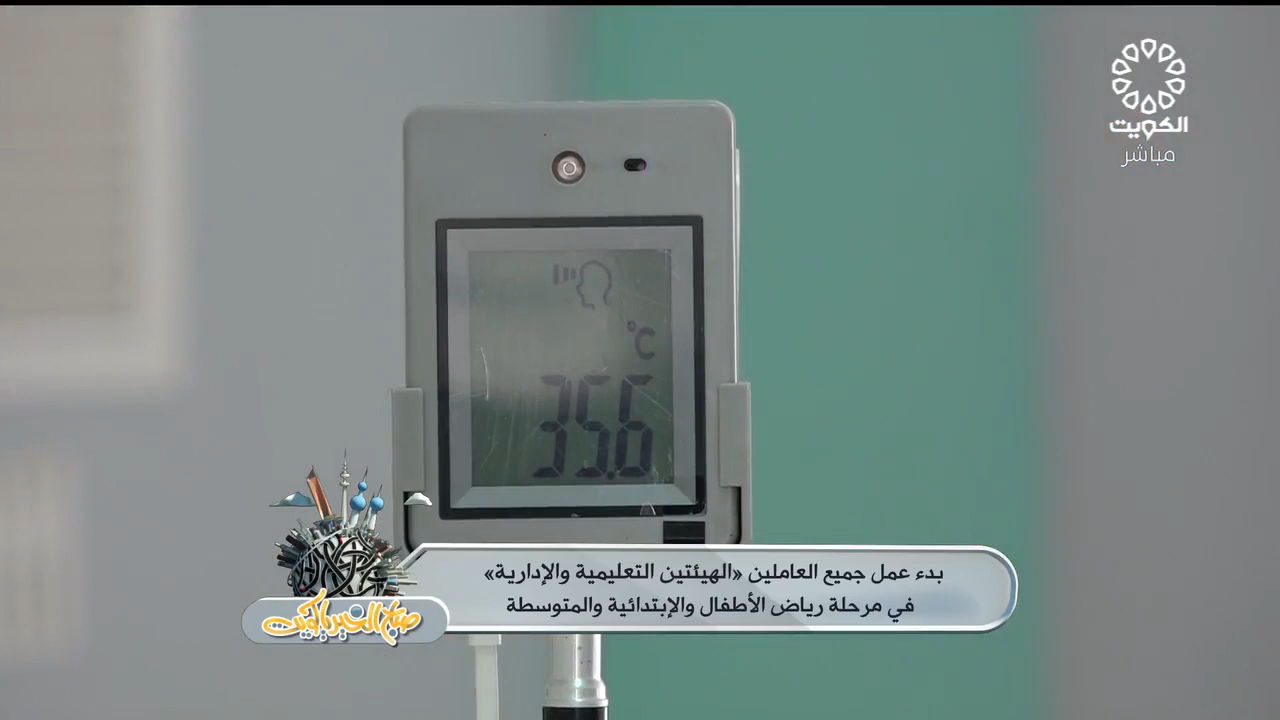 الكويت
مباشر
°C
35.6
بدء عمل جميع العاملين «الهيئتين التعليمية والإدارية»
في مرحلة رياض الأطفال والإبتدائية والمتوسطة
صباح الخير يا كويت